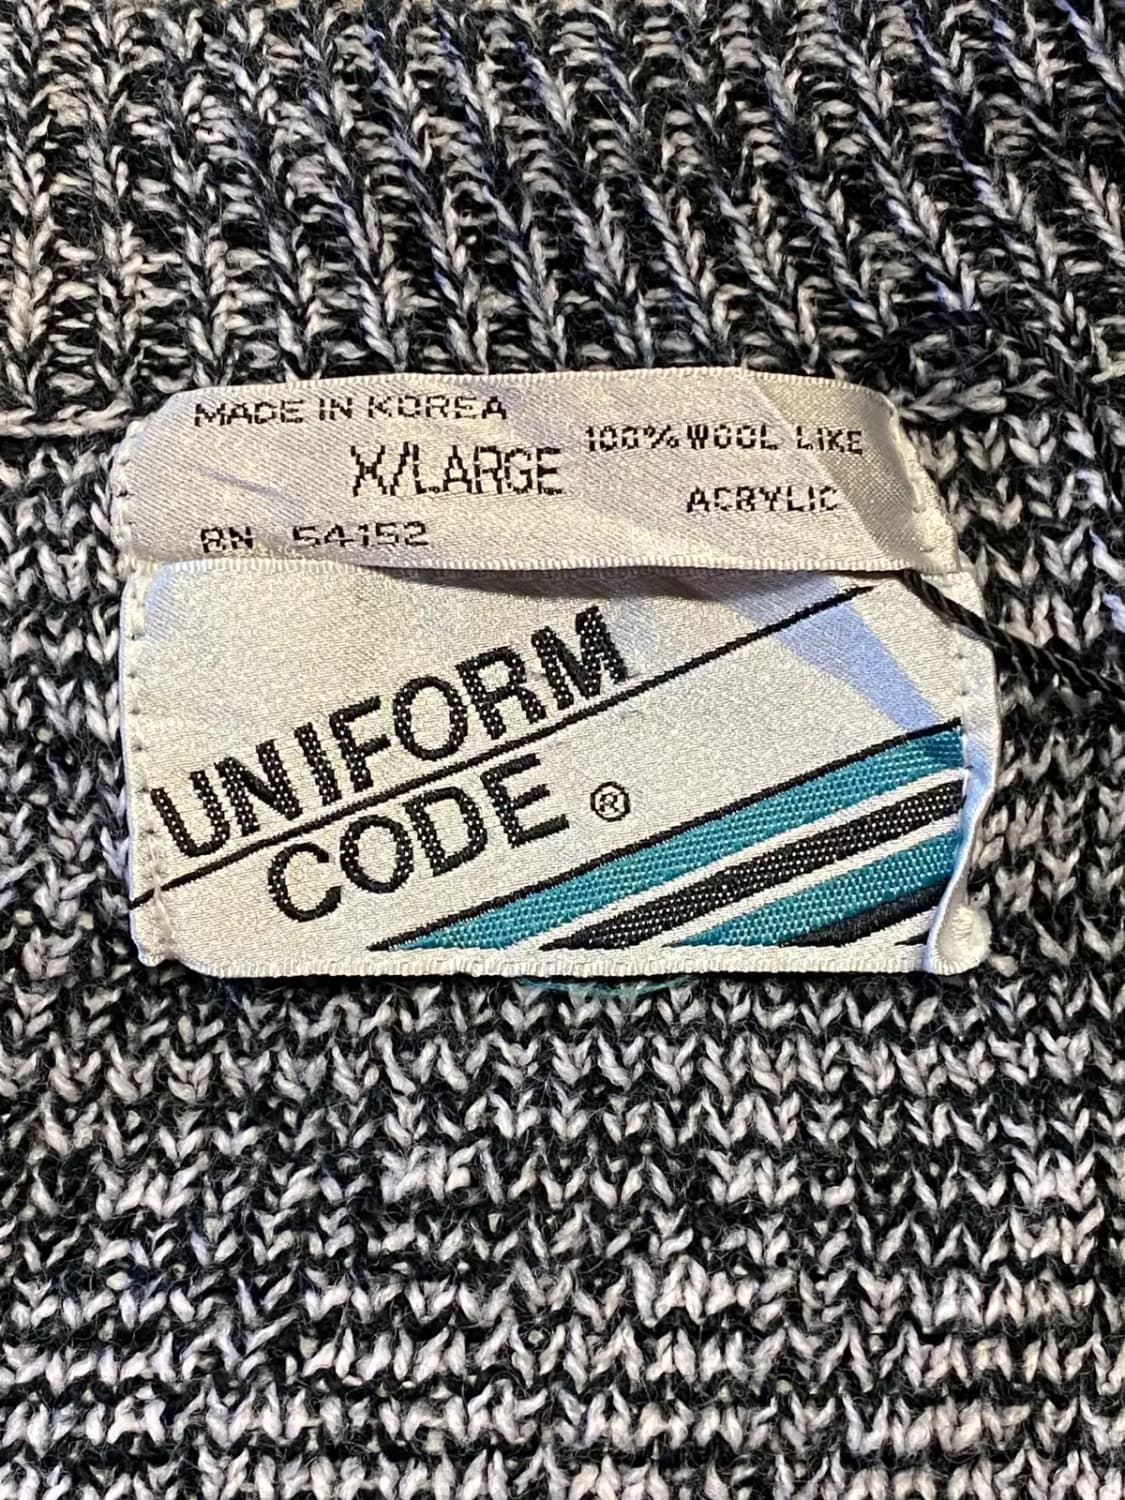 MADE IN KOREA
X/LARGE
100% WOOL LIKE
ACRYLIC
RN 54152
UNIFORM
CODE ®